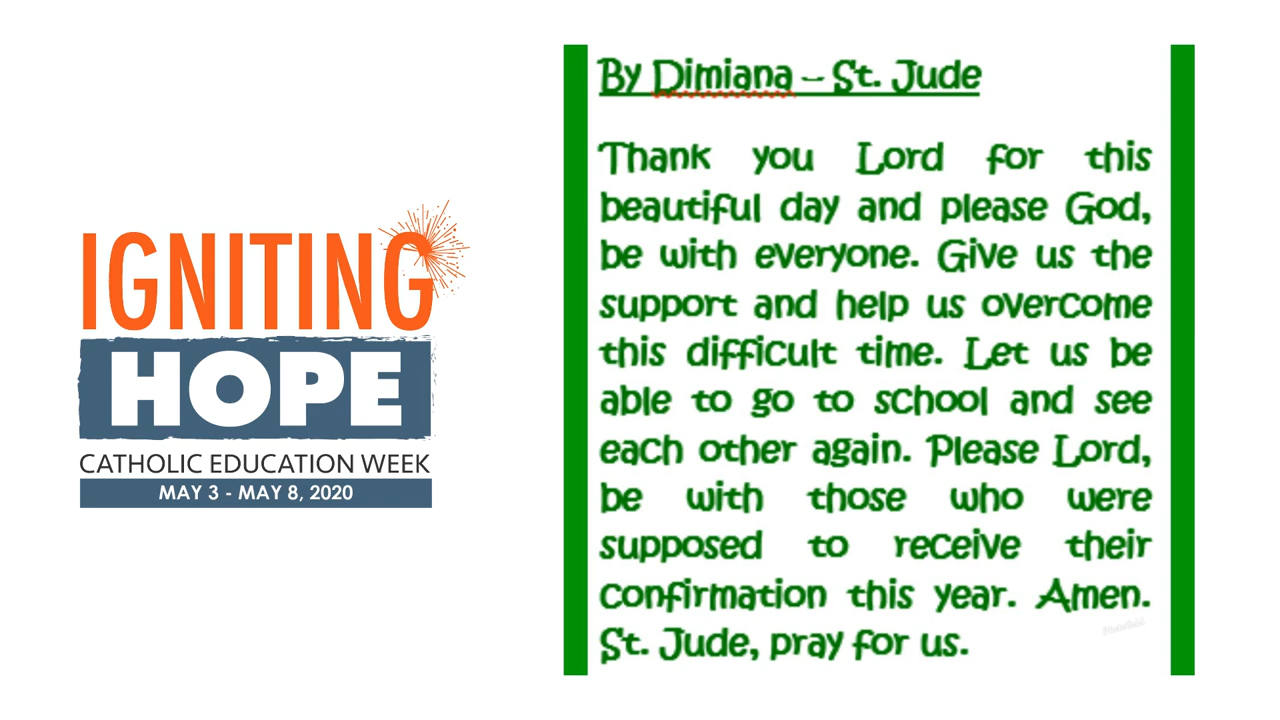 IGNITING
HOPE
CATHOLIC EDUCATION WEEK
MAY 3 - MAY 8, 2020
By Dimiana – St. Jude
Thank you Lord for this
beautiful day and please God,
be with everyone. Give us the
support and help us overcome
this difficult time. Let us be
able to go to school and see
each other again. Please Lord,
be with those who were
supposed to receive their
confirmation this year. Amen.
St. Jude, pray for us.